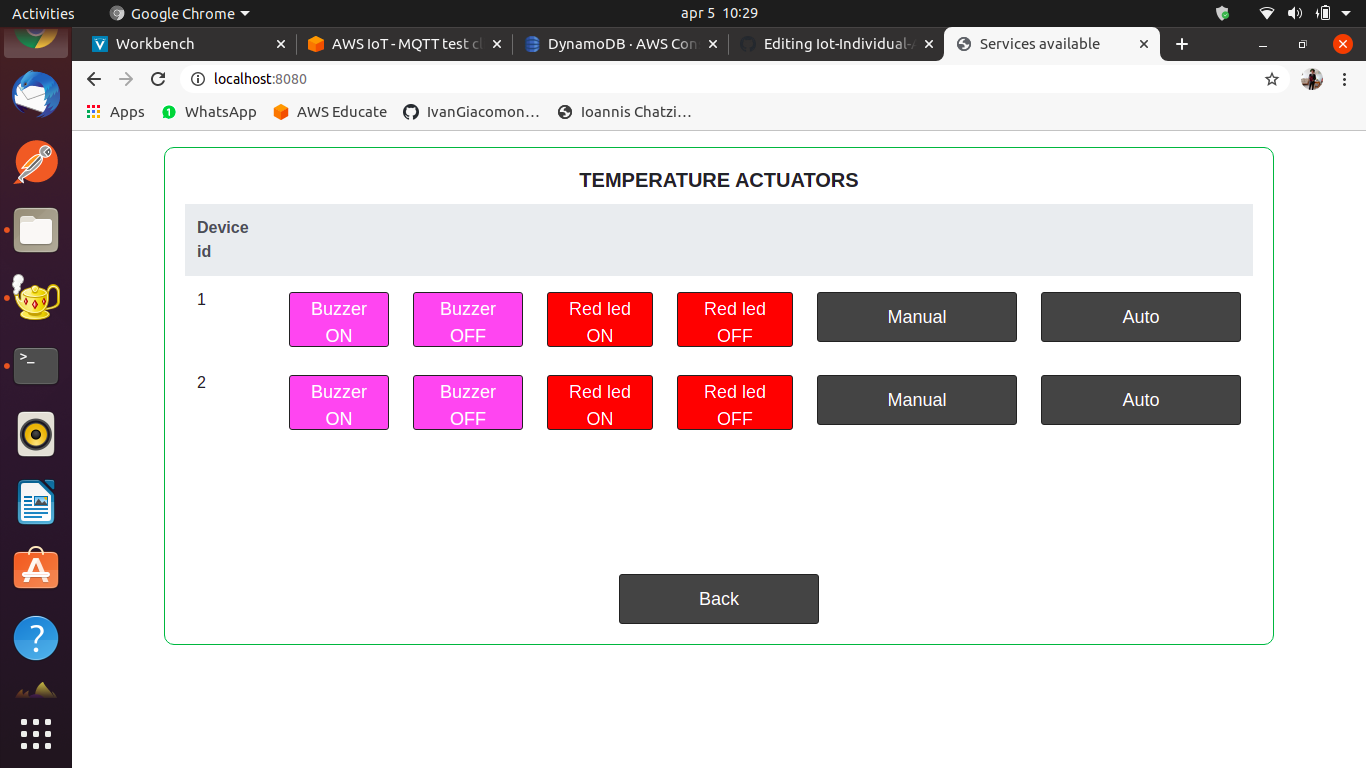 Activities Google Chrome apr 5 10:29
Workbench AWS IoT - MQTT test cl DynamoDB · AWS Con Editing Iot-Individual-A Services available
localhost:8080
Apps WhatsApp AWS Educate IvanGiacomon… Ioannis Chatzi…
TEMPERATURE ACTUATORS
Device
id
1 Buzzer ON Buzzer OFF Red led ON Red led OFF Manual Auto
2 Buzzer ON Buzzer OFF Red led ON Red led OFF Manual Auto
Back